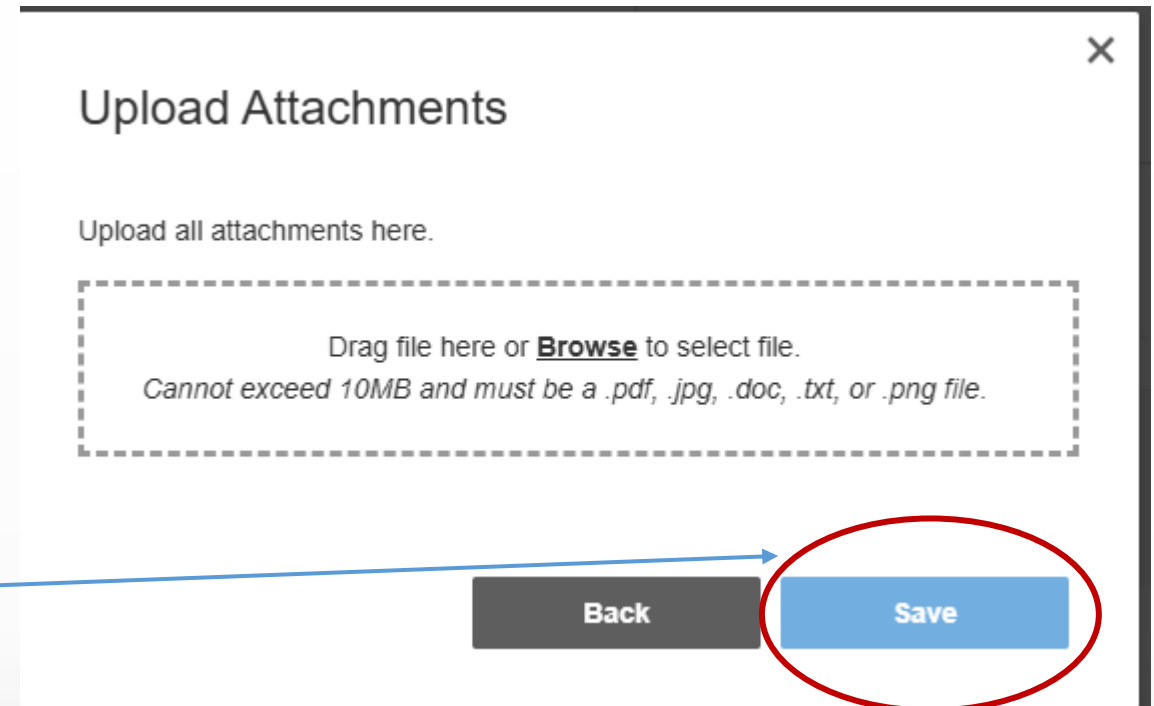 Upload Attachments
Upload all attachments here.
Drag file here or Browse to select file.
Cannot exceed 10MB and must be a .pdf, .jpg, .doc, .txt, or .png file.
Back Save